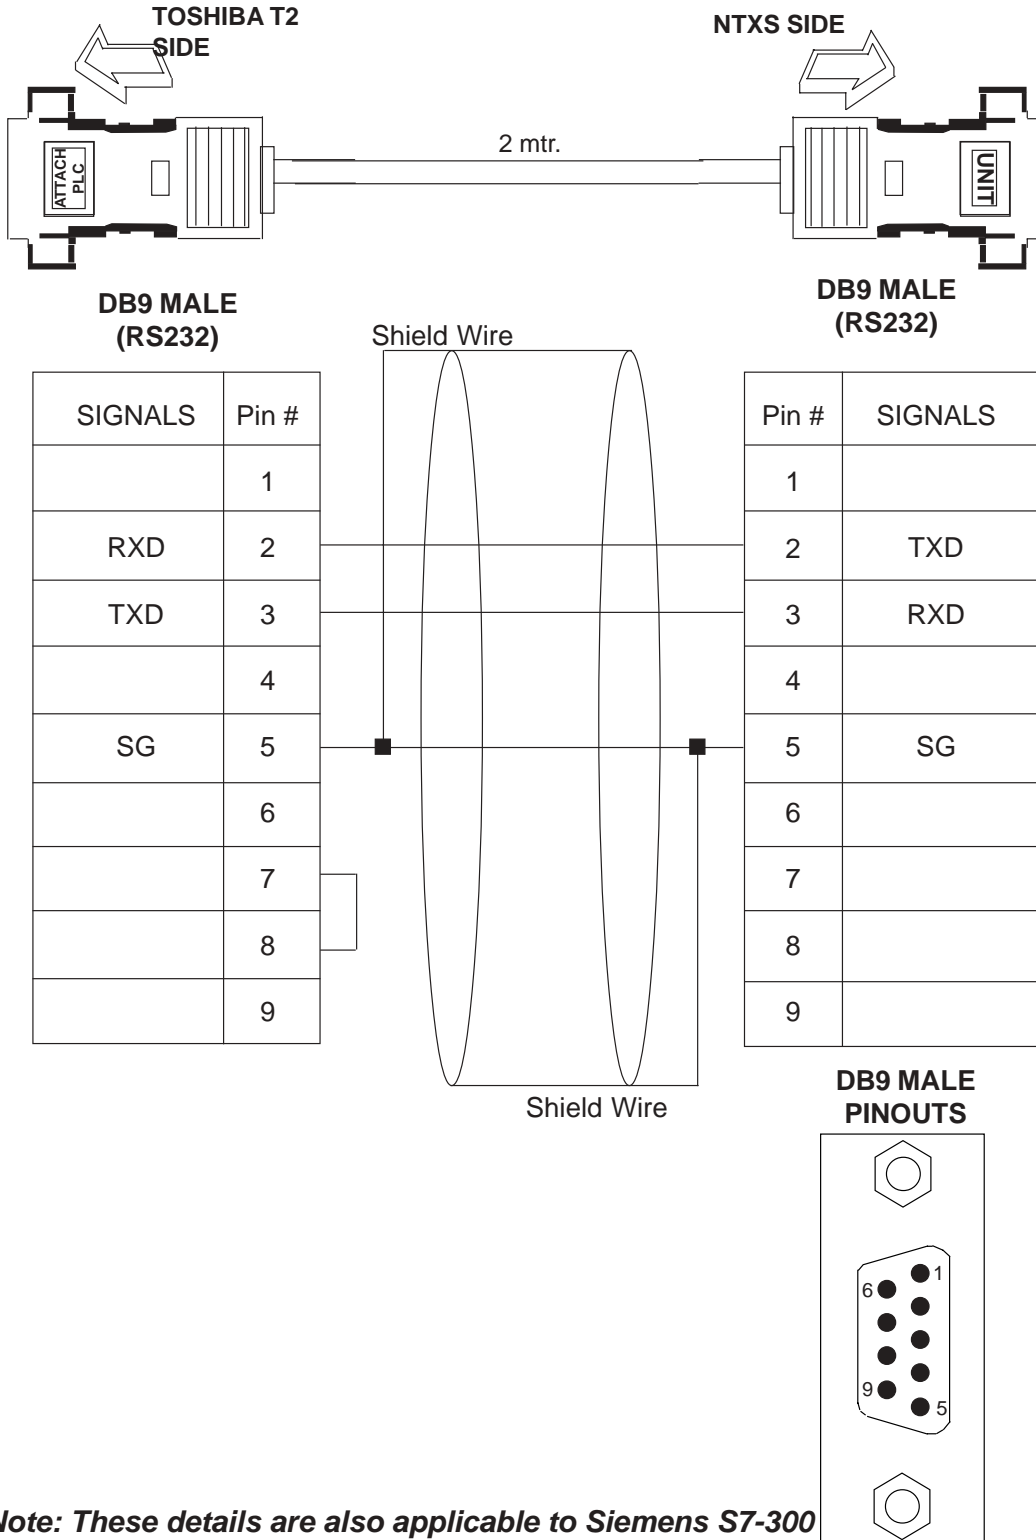 TOSHIBA T2
SIDE
NTXS SIDE
2 mtr.
ATTACH
PLC
UNIT
DB9 MALE
(RS232)
DB9 MALE
(RS232)
Shield Wire
SIGNALS Pin #
1
RXD 2
TXD 3
4
SG 5
6
7
8
9
Pin # SIGNALS
1
2 TXD
3 RXD
4
5 SG
6
7
8
9
Shield Wire
DB9 MALE
PINOUTS
1
6
9
5
Note: These details are also applicable to Siemens S7-300